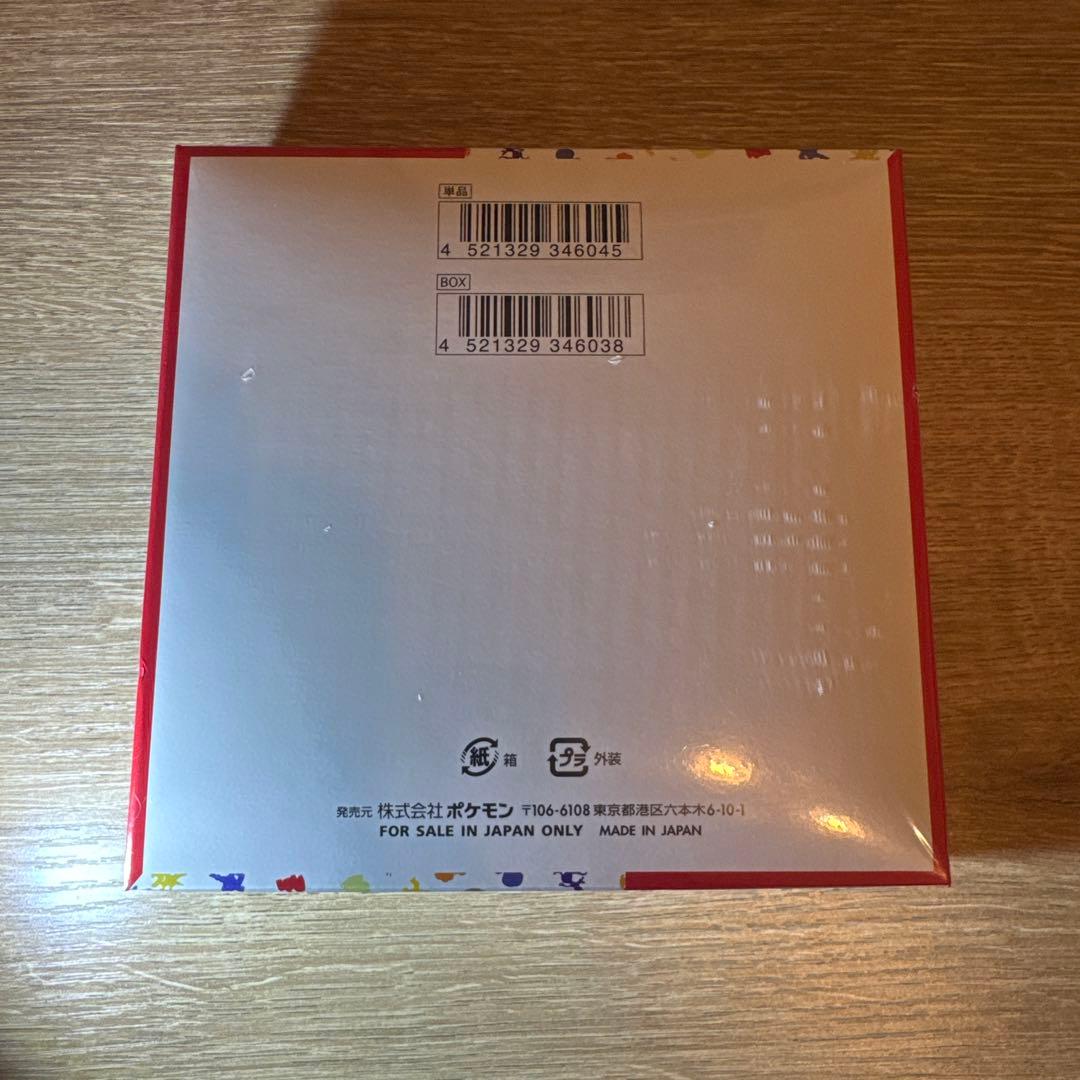 単品
4 521329 346045
BOX
4 521329 346038
紙 箱 プラ 外装
発売元 株式会社ポケモン 〒106-6108 東京都港区六本木6-10-1
FOR SALE IN JAPAN ONLY MADE IN JAPAN